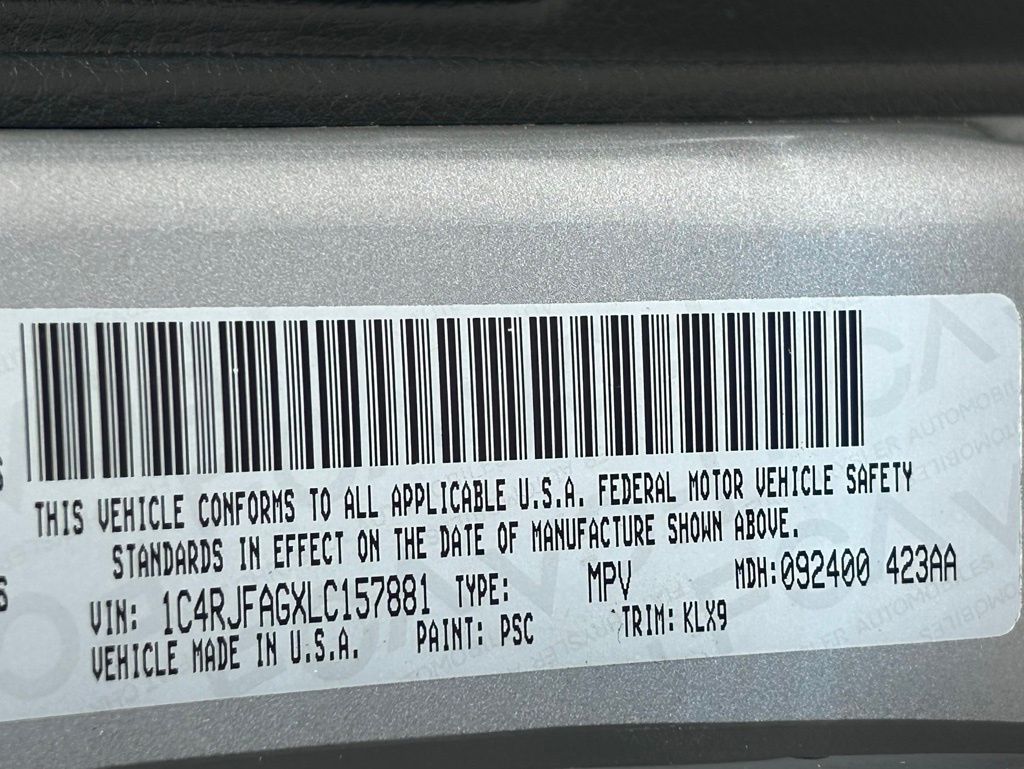 THIS VEHICLE CONFORMS TO ALL APPLICABLE U.S.A. FEDERAL MOTOR VEHICLE SAFETY
STANDARDS IN EFFECT ON THE DATE OF MANUFACTURE SHOWN ABOVE.
VIN: 1C4RJFAGXLC157881 TYPE: MPV MDH:092400 423AA
VEHICLE MADE IN U.S.A. PAINT: PSC TRIM: KLX9